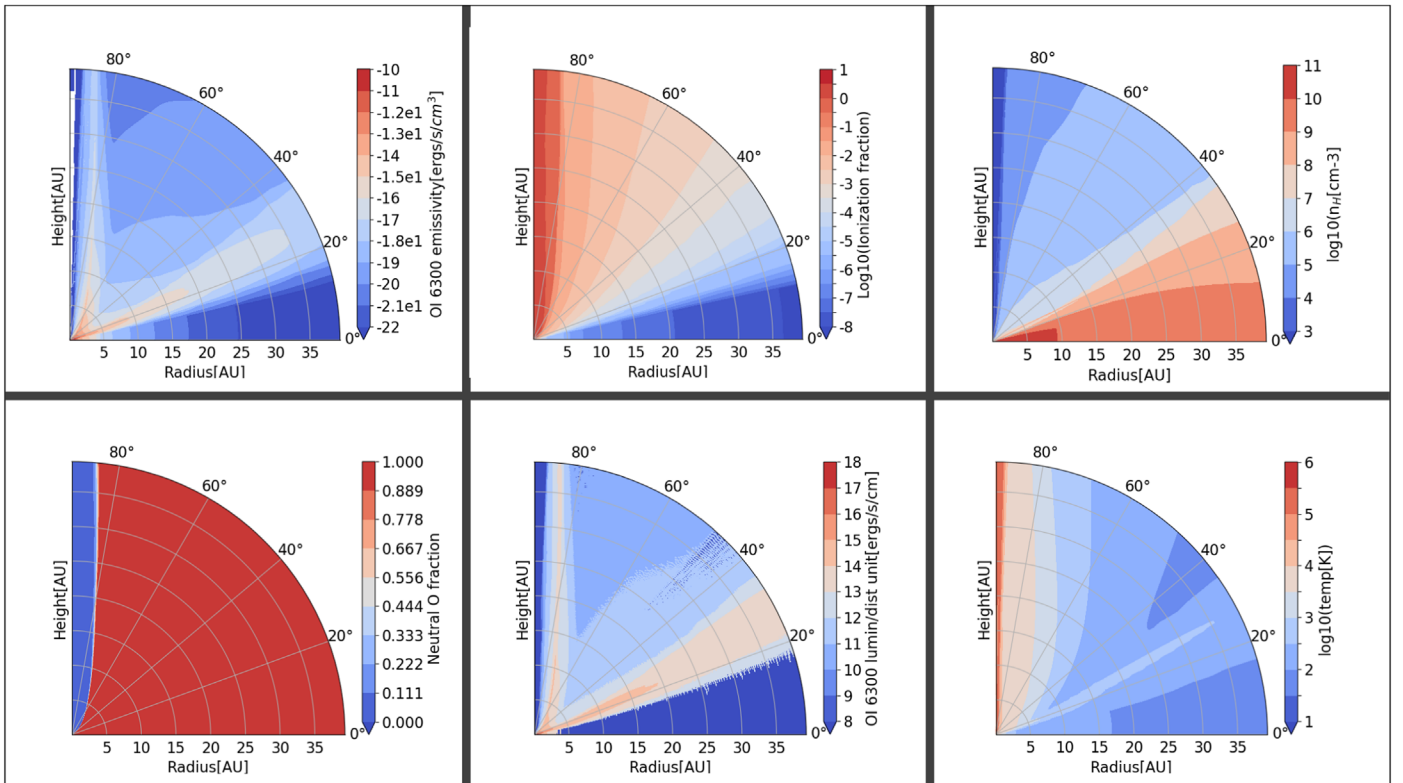 80°
60°
40°
20°
0°
5 10 15 20 25 30 35
Radius[AU]
Height[AU]
-10
-11
-1.2e1
-1.3e1
-14
-1.5e1
-16
-17
-1.8e1
-19
-20
-2.1e1
-22
OI 6300 emissivity[ergs/s/cm³]
80°
60°
40°
20°
0°
5 10 15 20 25 30 35
Radius[AU]
Height[AU]
1
0
-1
-2
-3
-4
-5
-6
-7
-8
Log10(Ionization fraction)
80°
60°
40°
20°
0°
5 10 15 20 25 30 35
Radius[AU]
Height[AU]
11
10
9
8
7
6
5
4
3
log10(nH[cm-3]
80°
60°
40°
20°
0°
5 10 15 20 25 30 35
Radius[AU]
Height[AU]
1.000
0.889
0.778
0.667
0.556
0.444
0.333
0.222
0.111
0.000
Neutral O fraction
80°
60°
40°
20°
0°
5 10 15 20 25 30 35
Radius[AU]
Height[AU]
18
17
16
15
14
13
12
11
10
9
8
OI 6300 lumin/dist unit[ergs/s/cm]
80°
60°
40°
20°
0°
5 10 15 20 25 30 35
Radius[AU]
Height[AU]
6
5
4
3
2
1
log10(temp[K])